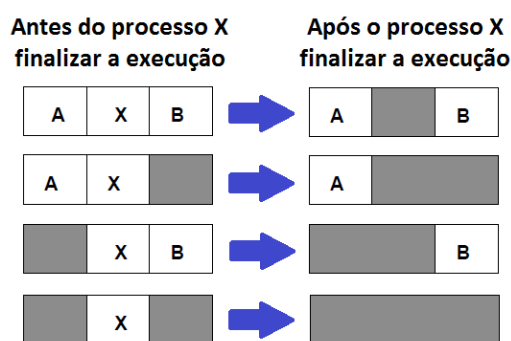 Antes do processo X
finalizar a execução
Após o processo X
finalizar a execução
A X B
A B
A X
A
X B
B
X